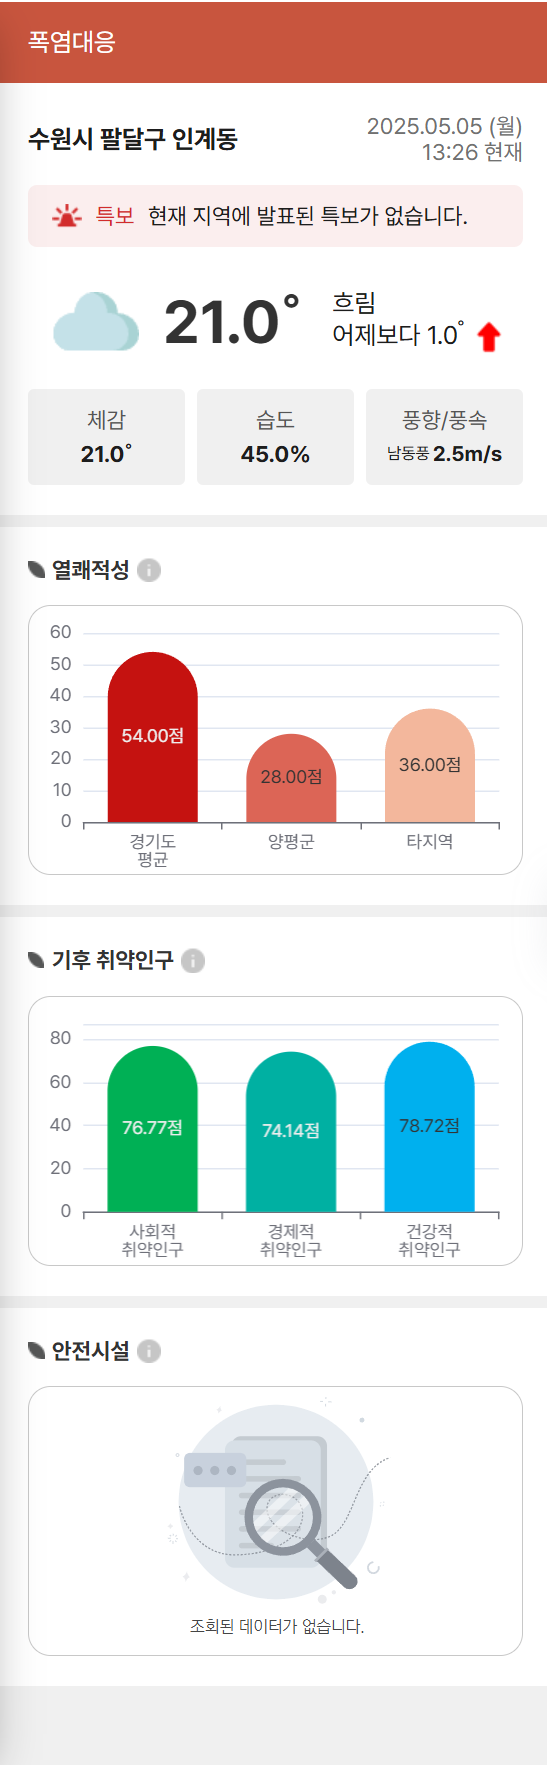 폭염대응
수원시 팔달구 인계동
2025.05.05 (월)
13:26 현재
특보 현재 지역에 발표된 특보가 없습니다.
21.0°
흐림
어제보다 1.0°
체감
21.0°
습도
45.0%
풍향/풍속
남동풍 2.5m/s
열쾌적성
60
50
40
30
20
10
0
54.00점
28.00점
36.00점
경기도
평균
양평군
타지역
기후 취약인구
80
60
40
20
0
76.77점
74.14점
78.72점
사회적
취약인구
경제적
취약인구
건강적
취약인구
안전시설
조회된 데이터가 없습니다.